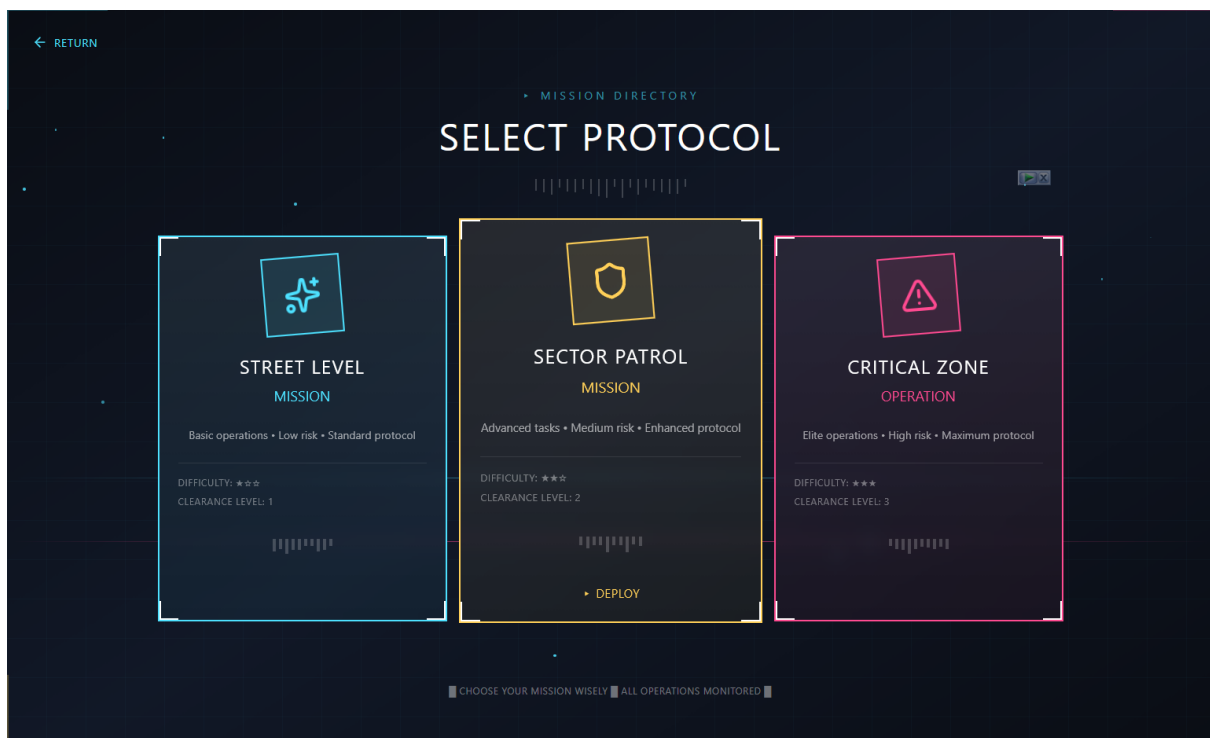 ← RETURN
▸ MISSION DIRECTORY
SELECT PROTOCOL
STREET LEVEL
MISSION
Basic operations • Low risk • Standard protocol
DIFFICULTY: ★☆☆
CLEARANCE LEVEL: 1
SECTOR PATROL
MISSION
Advanced tasks • Medium risk • Enhanced protocol
DIFFICULTY: ★★☆
CLEARANCE LEVEL: 2
▸ DEPLOY
CRITICAL ZONE
OPERATION
Elite operations • High risk • Maximum protocol
DIFFICULTY: ★★★
CLEARANCE LEVEL: 3
█ CHOOSE YOUR MISSION WISELY █ ALL OPERATIONS MONITORED █